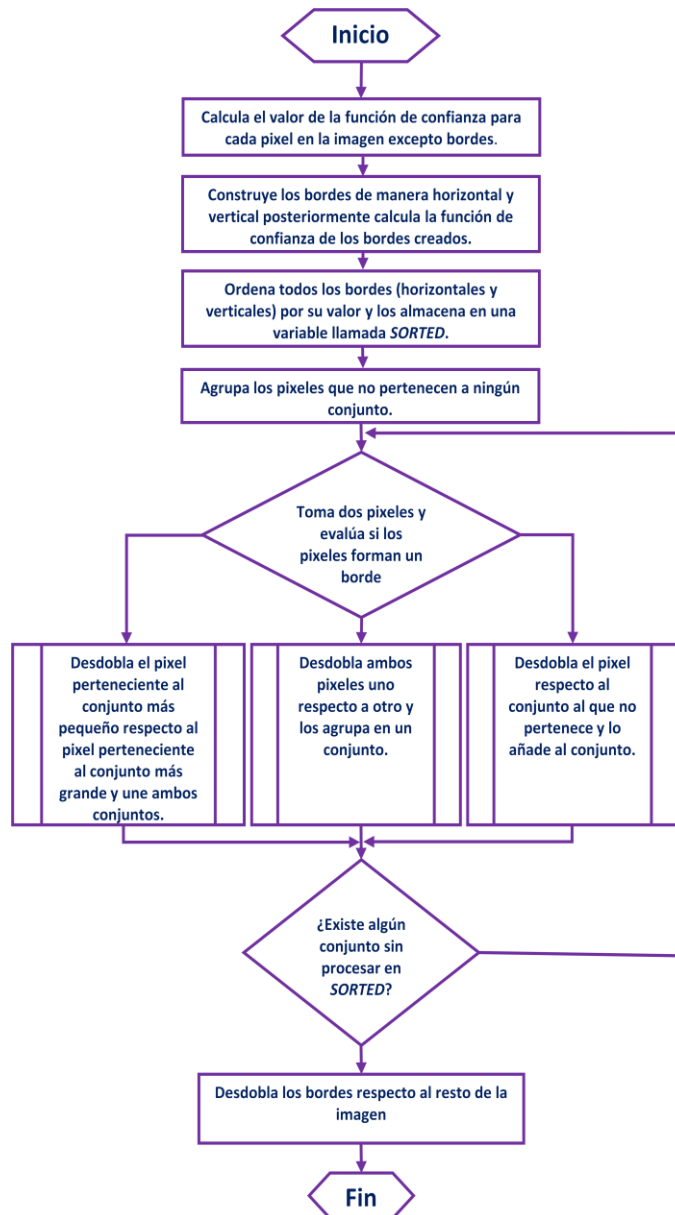 Inicio
Calcula el valor de la función de confianza para
cada pixel en la imagen excepto bordes.
Construye los bordes de manera horizontal y
vertical posteriormente calcula la función de
confianza de los bordes creados.
Ordena todos los bordes (horizontales y
verticales) por su valor y los almacena en una
variable llamada SORTED.
Agrupa los pixeles que no pertenecen a ningún
conjunto.
Toma dos pixeles y
evalúa si los
pixeles forman un
borde
Desdobla el pixel
perteneciente al
conjunto más
pequeño respecto al
pixel perteneciente
al conjunto más
grande y une ambos
conjuntos.
Desdobla ambos
pixeles uno
respecto a otro y
los agrupa en un
conjunto.
Desdobla el pixel
respecto al
conjunto al que no
pertenece y lo
añade al conjunto.
¿Existe algún
conjunto sin
procesar en
SORTED?
Desdobla los bordes respecto al resto de la
imagen
Fin